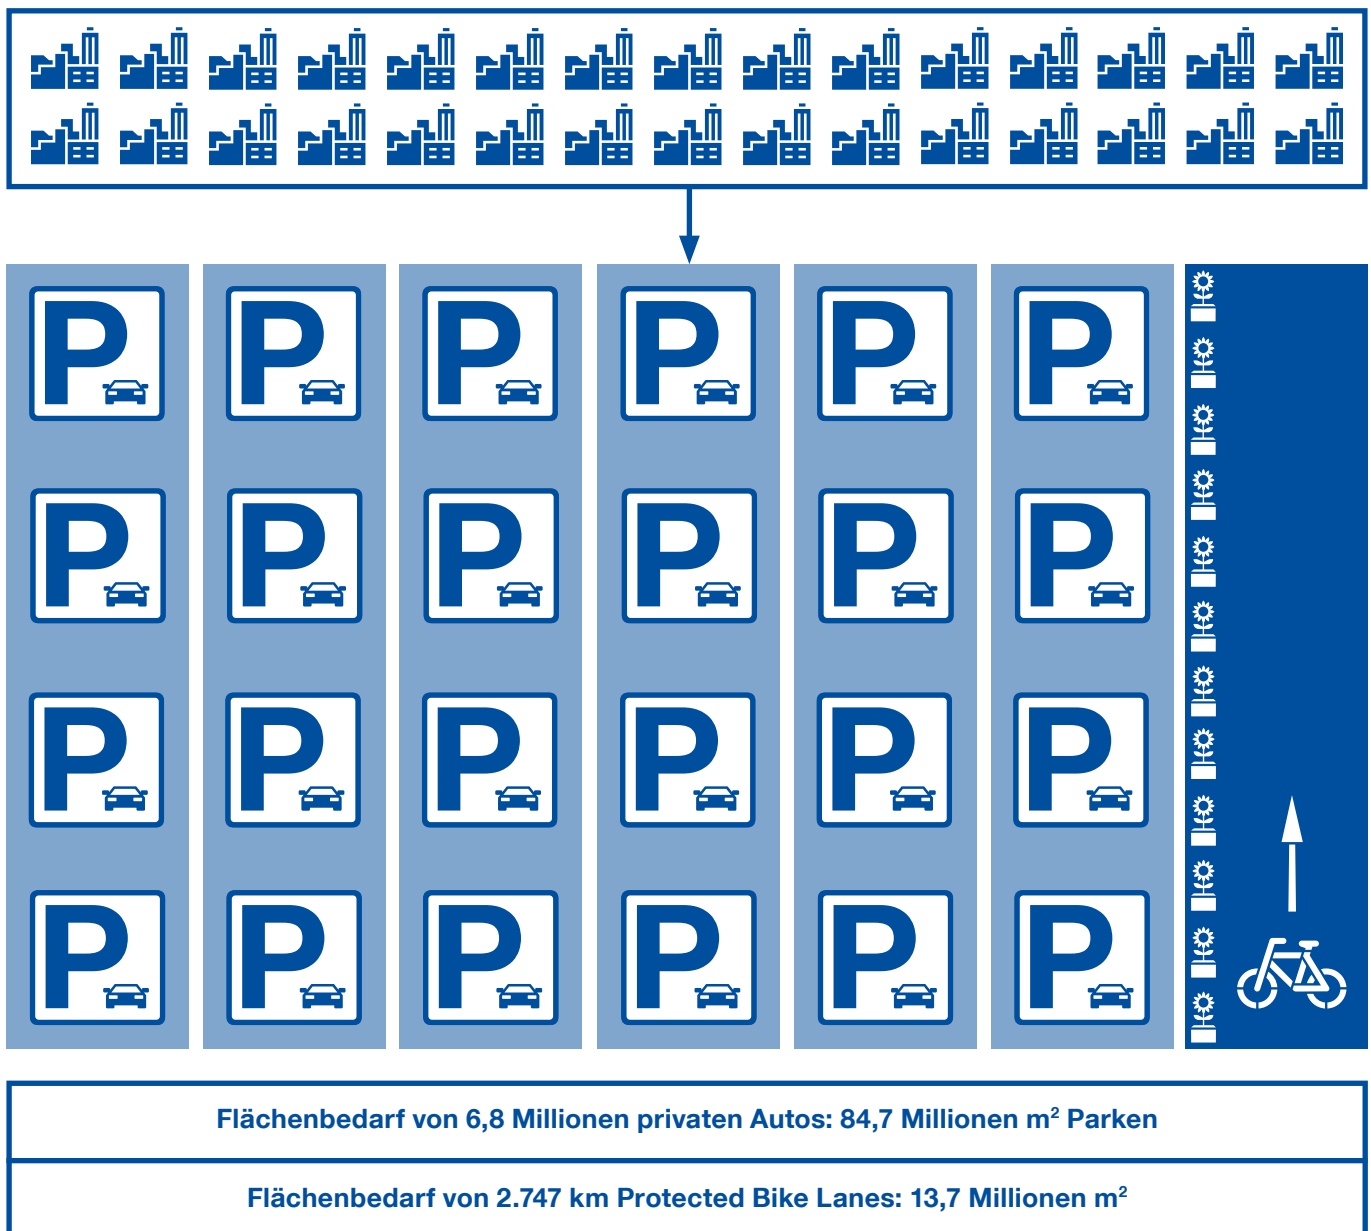 P P P P P P
P P P P P P
P P P P P P
P P P P P P
Flächenbedarf von 6,8 Millionen privaten Autos: 84,7 Millionen m² Parken
Flächenbedarf von 2.747 km Protected Bike Lanes: 13,7 Millionen m²